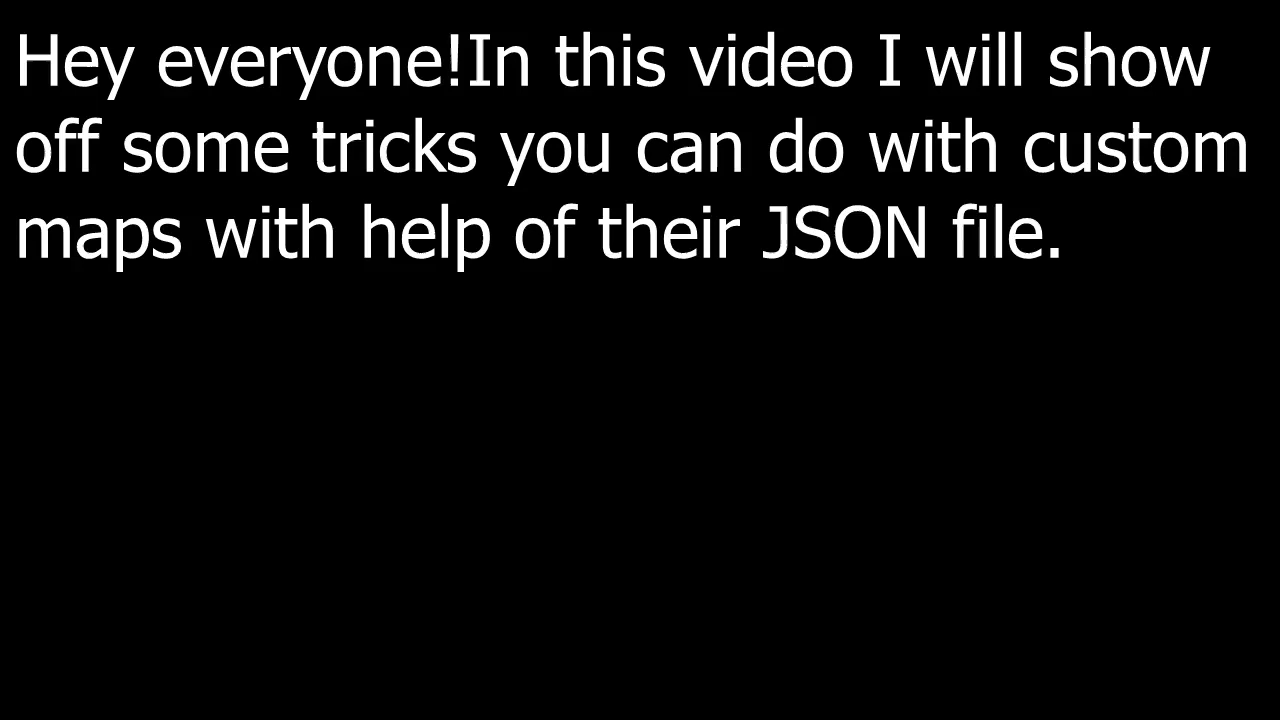 Hey everyone!In this video I will show
off some tricks you can do with custom
maps with help of their JSON file.